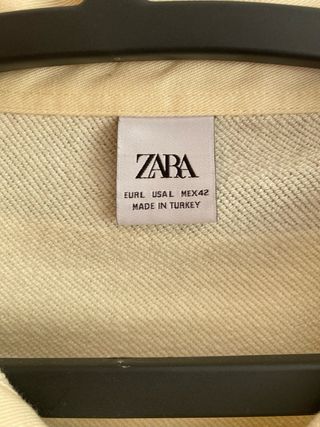 ZARA
EUR L USA L MEX 42
MADE IN TURKEY